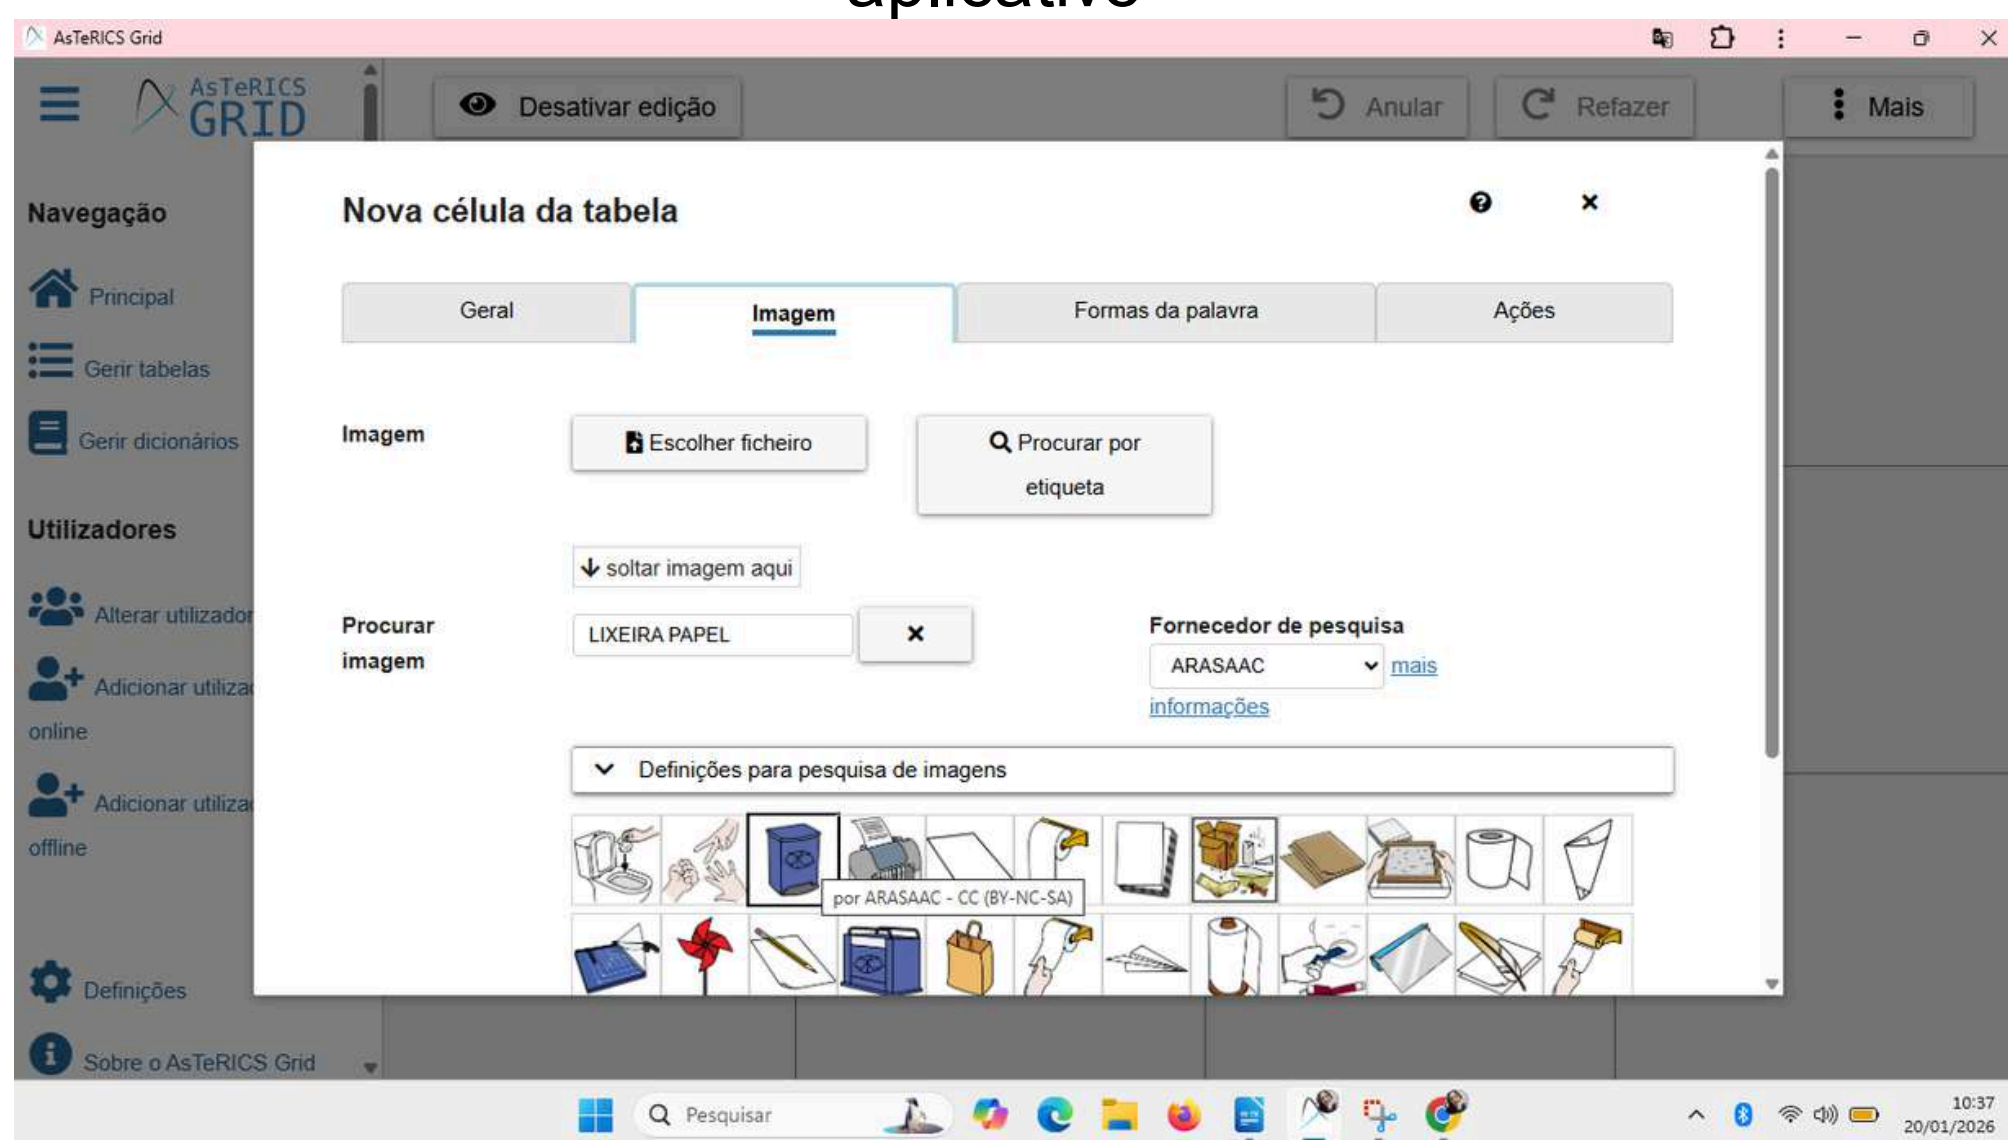 aplicativo
AsTeRICS Grid
AsTeRICS
GRID
Desativar edição
Anular
Refazer
Mais
Navegação
Principal
Gerir tabelas
Gerir dicionários
Utilizadores
Alterar utilizador
Adicionar utiliza
online
Adicionar utiliza
offline
Definições
Sobre o AsTeRICS Grid
Nova célula da tabela
Geral
Imagem
Formas da palavra
Ações
Imagem
Escolher ficheiro
Procurar por
etiqueta
soltar imagem aqui
Procurar
imagem
LIXEIRA PAPEL
Fornecedor de pesquisa
ARASAAC
mais
informações
Definições para pesquisa de imagens
por ARASAAC - CC (BY-NC-SA)
Pesquisar
10:37
20/01/2026